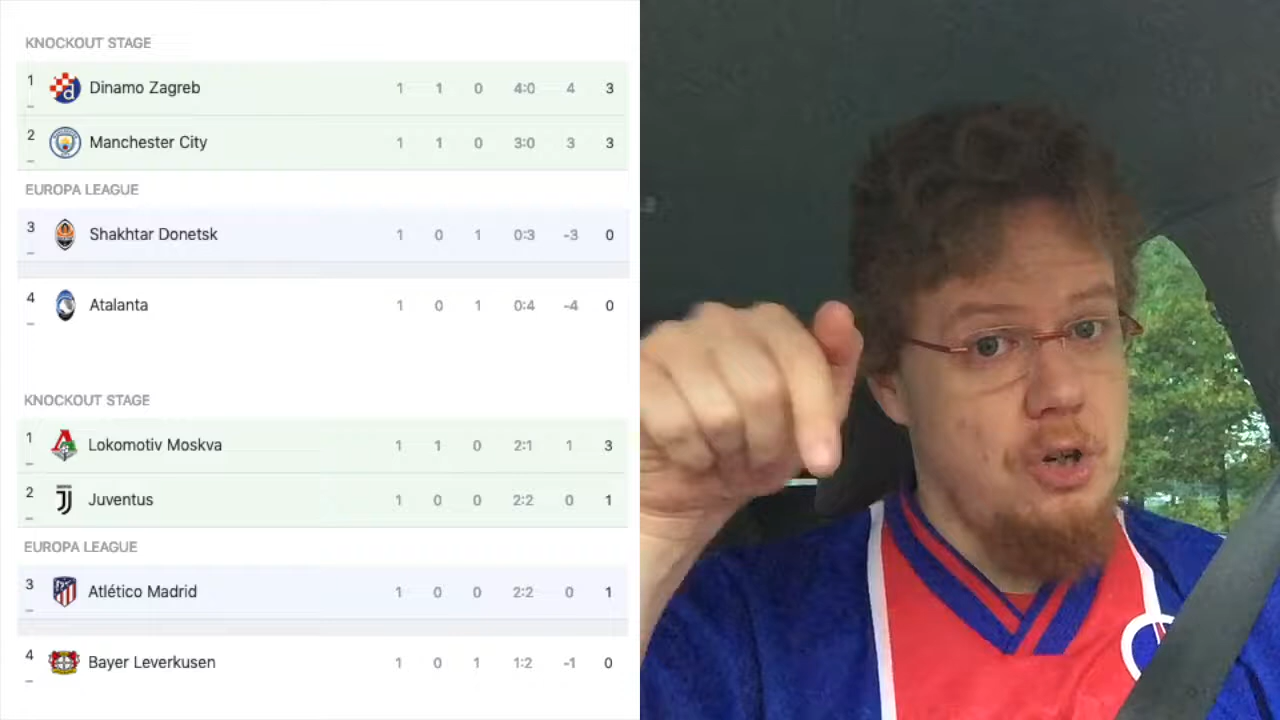 KNOCKOUT STAGE
1 Dinamo Zagreb 1 1 0 4:0 4 3
2 Manchester City 1 1 0 3:0 3 3
EUROPA LEAGUE
3 Shakhtar Donetsk 1 0 1 0:3 -3 0
4 Atalanta 1 0 1 0:4 -4 0
KNOCKOUT STAGE
1 Lokomotiv Moskva 1 1 0 2:1 1 3
2 Juventus 1 0 0 2:2 0 1
EUROPA LEAGUE
3 Atlético Madrid 1 0 0 2:2 0 1
4 Bayer Leverkusen 1 0 1 1:2 -1 0